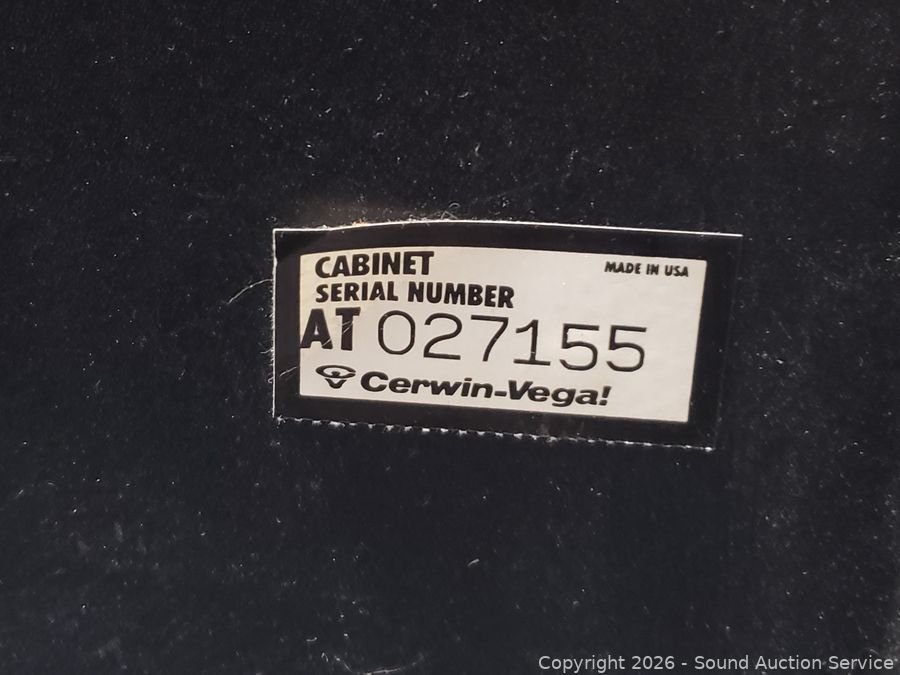 CABINET
MADE IN USA
SERIAL NUMBER
AT 027155
Cerwin-Vega!
Copyright 2026 - Sound Auction Service